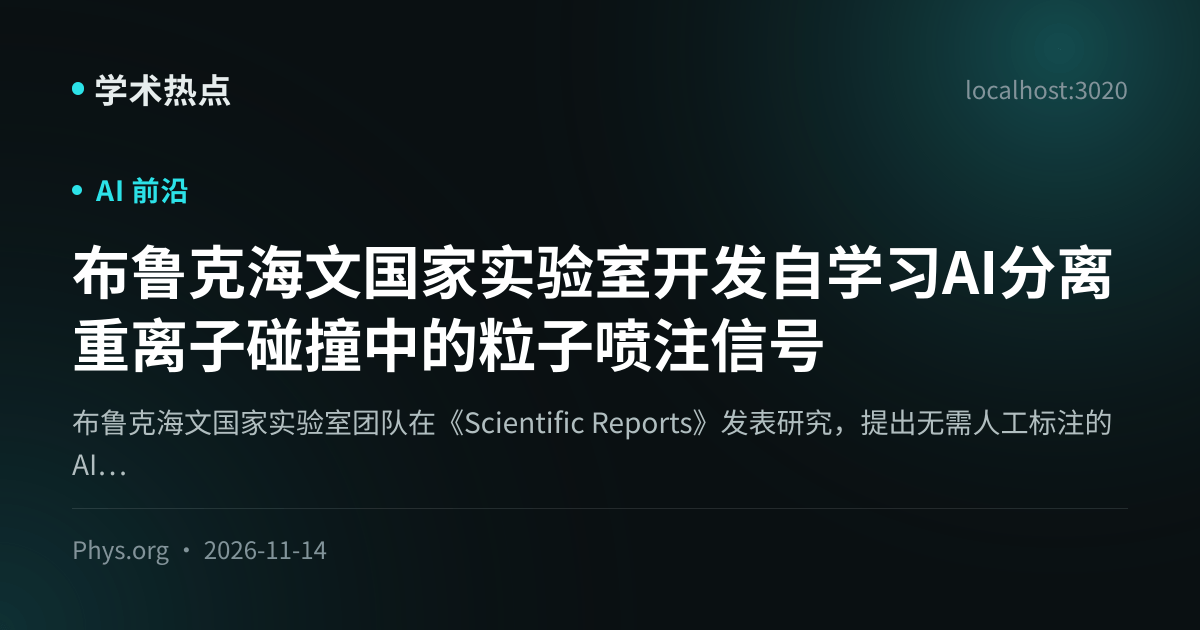 学术热点
localhost:3020
AI 前沿
布鲁克海文国家实验室开发自学习AI分离
重离子碰撞中的粒子喷注信号
布鲁克海文国家实验室团队在《Scientific Reports》发表研究，提出无需人工标注的
AI…
Phys.org · 2026-11-14